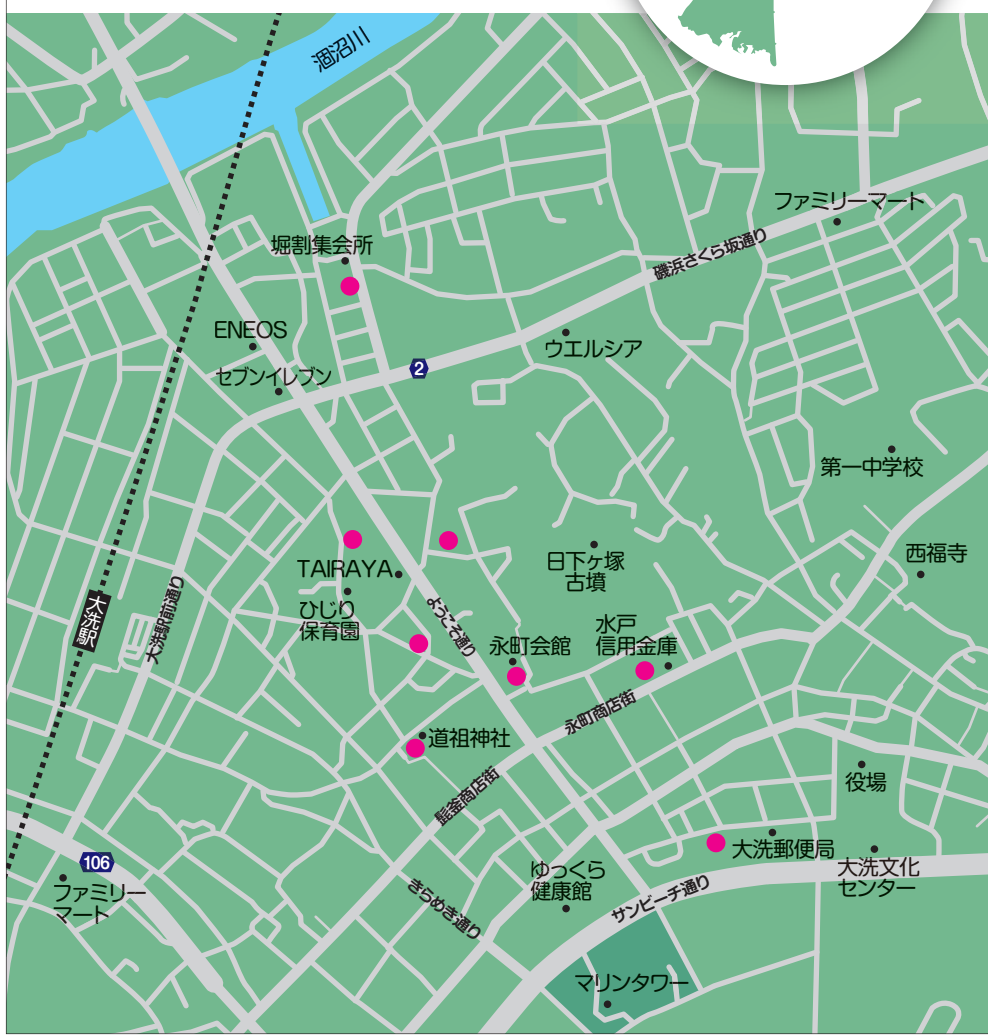 涸沼川
ファミリーマート
磯浜さくら坂通り
堀割集会所
ENEOS
ウエルシア
2
セブンイレブン
第一中学校
西福寺
日下ヶ塚
古墳
TAIRAYA
ひじり
保育園
大洗駅
大洗駅前通り
ようこそ通り
永町会館
水戸
信用金庫
永町商店街
道祖神社
髭釜商店街
役場
大洗郵便局
大洗文化
センター
106
ファミリー
マート
ゆっくら
健康館
きらめき通り
サンビーチ通り
マリンタワー